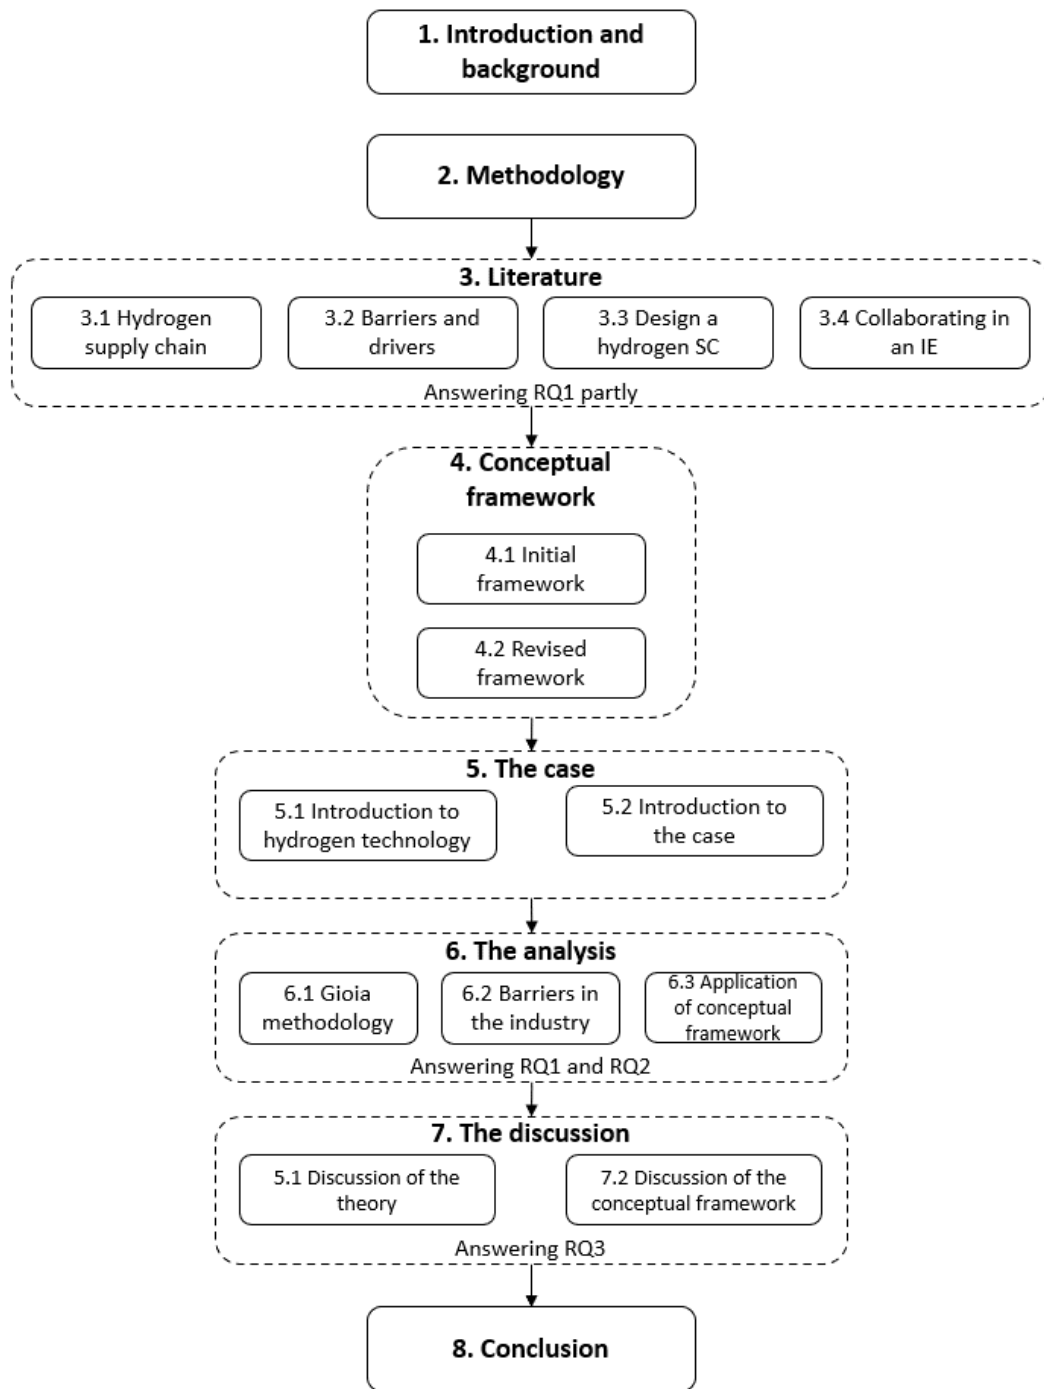 1. Introduction and
background
2. Methodology
3. Literature
3.1 Hydrogen
supply chain
3.2 Barriers and
drivers
3.3 Design a
hydrogen SC
3.4 Collaborating in
an IE
Answering RQ1 partly
4. Conceptual
framework
4.1 Initial
framework
4.2 Revised
framework
5. The case
5.1 Introduction to
hydrogen technology
5.2 Introduction to
the case
6. The analysis
6.1 Gioia
methodology
6.2 Barriers in
the industry
6.3 Application
of conceptual
framework
Answering RQ1 and RQ2
7. The discussion
5.1 Discussion of the
theory
7.2 Discussion of the
conceptual framework
Answering RQ3
8. Conclusion